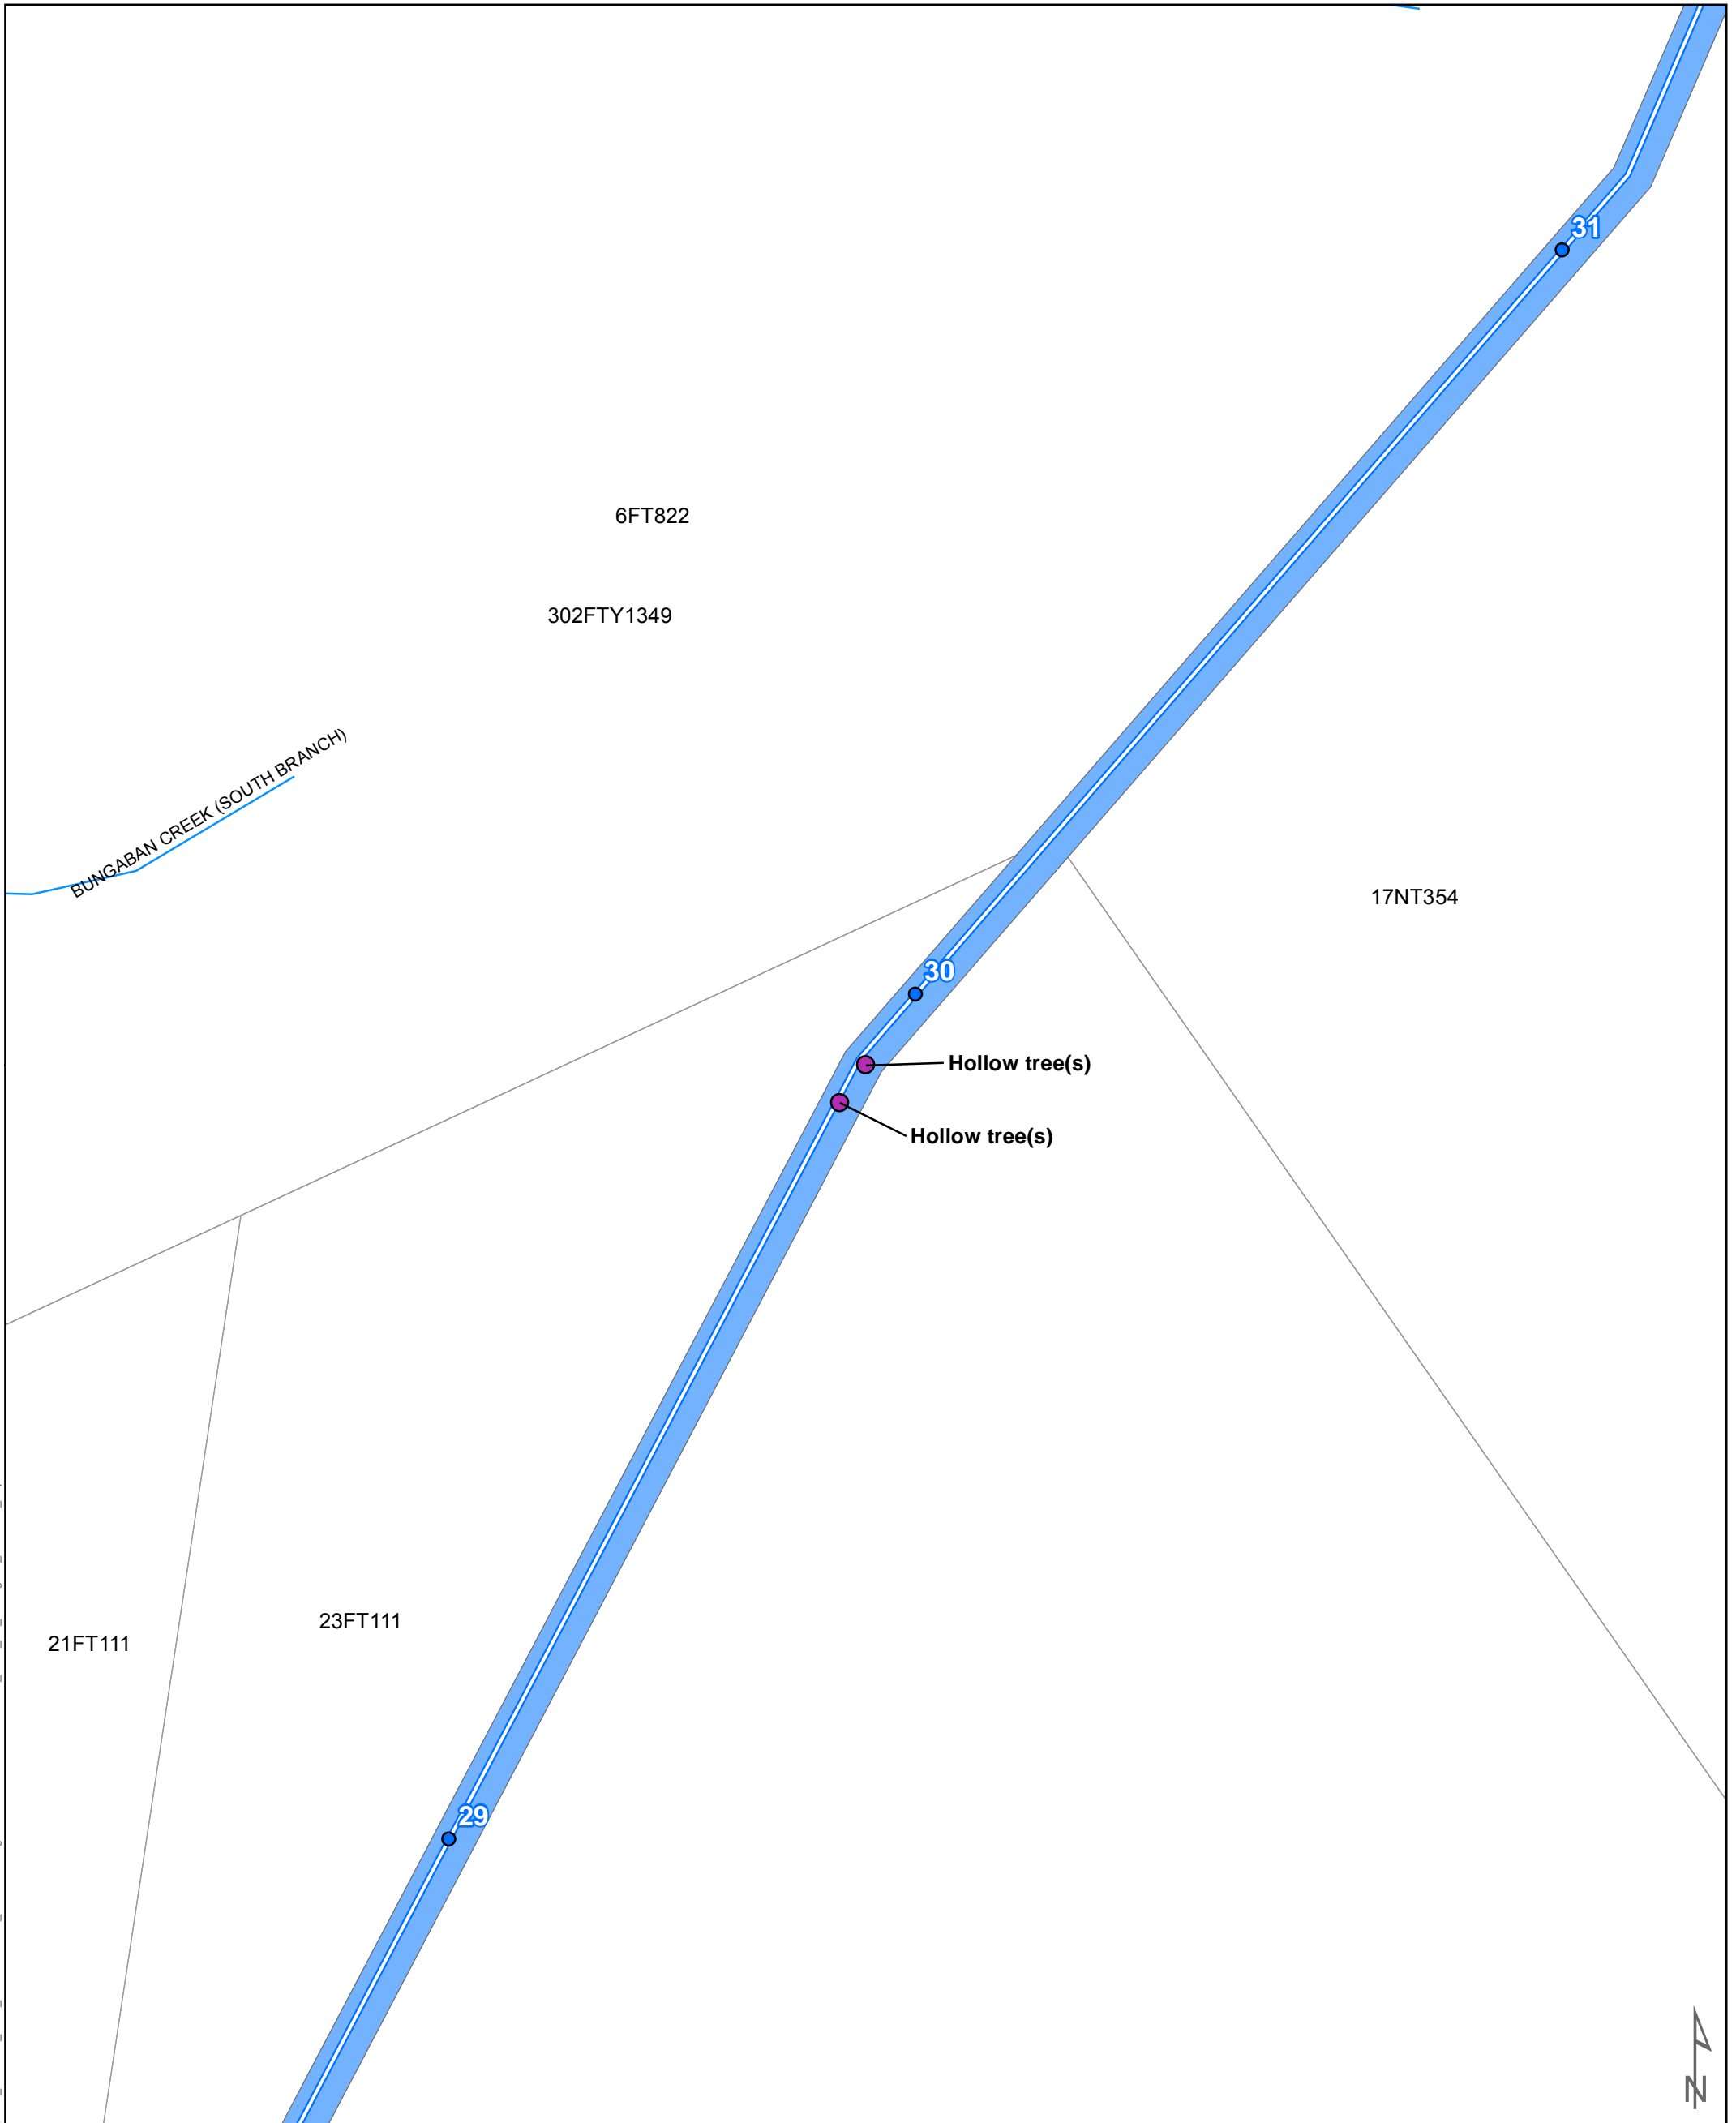 31
6FT822
302FTY1349
BUNGABAN CREEK (SOUTH BRANCH)
17NT354
30
Hollow tree(s)
Hollow tree(s)
23FT111
21FT111
29
N